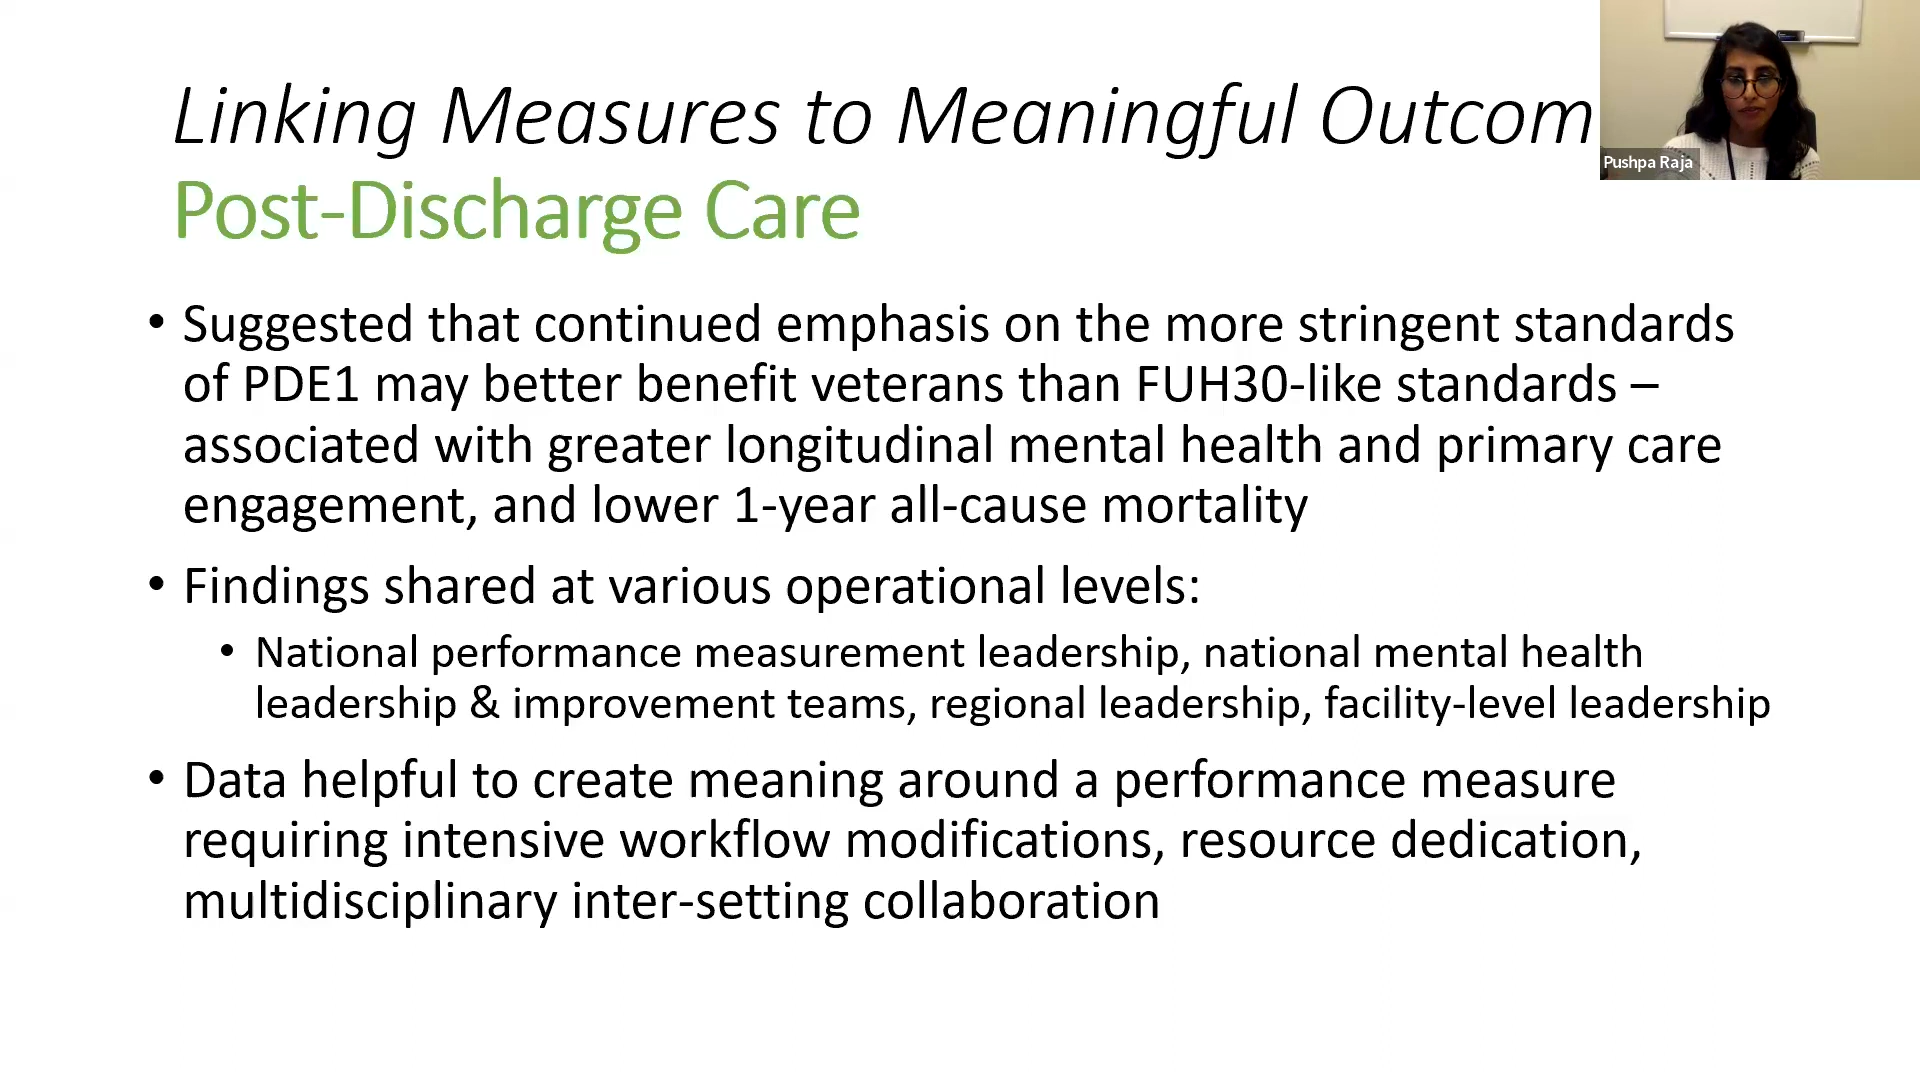 Linking Measures to Meaningful Outcom
Pushpa Raja
Post-Discharge Care
• Suggested that continued emphasis on the more stringent standards
of PDE1 may better benefit veterans than FUH30-like standards –
associated with greater longitudinal mental health and primary care
engagement, and lower 1-year all-cause mortality
• Findings shared at various operational levels:
• National performance measurement leadership, national mental health
leadership & improvement teams, regional leadership, facility-level leadership
• Data helpful to create meaning around a performance measure
requiring intensive workflow modifications, resource dedication,
multidisciplinary inter-setting collaboration